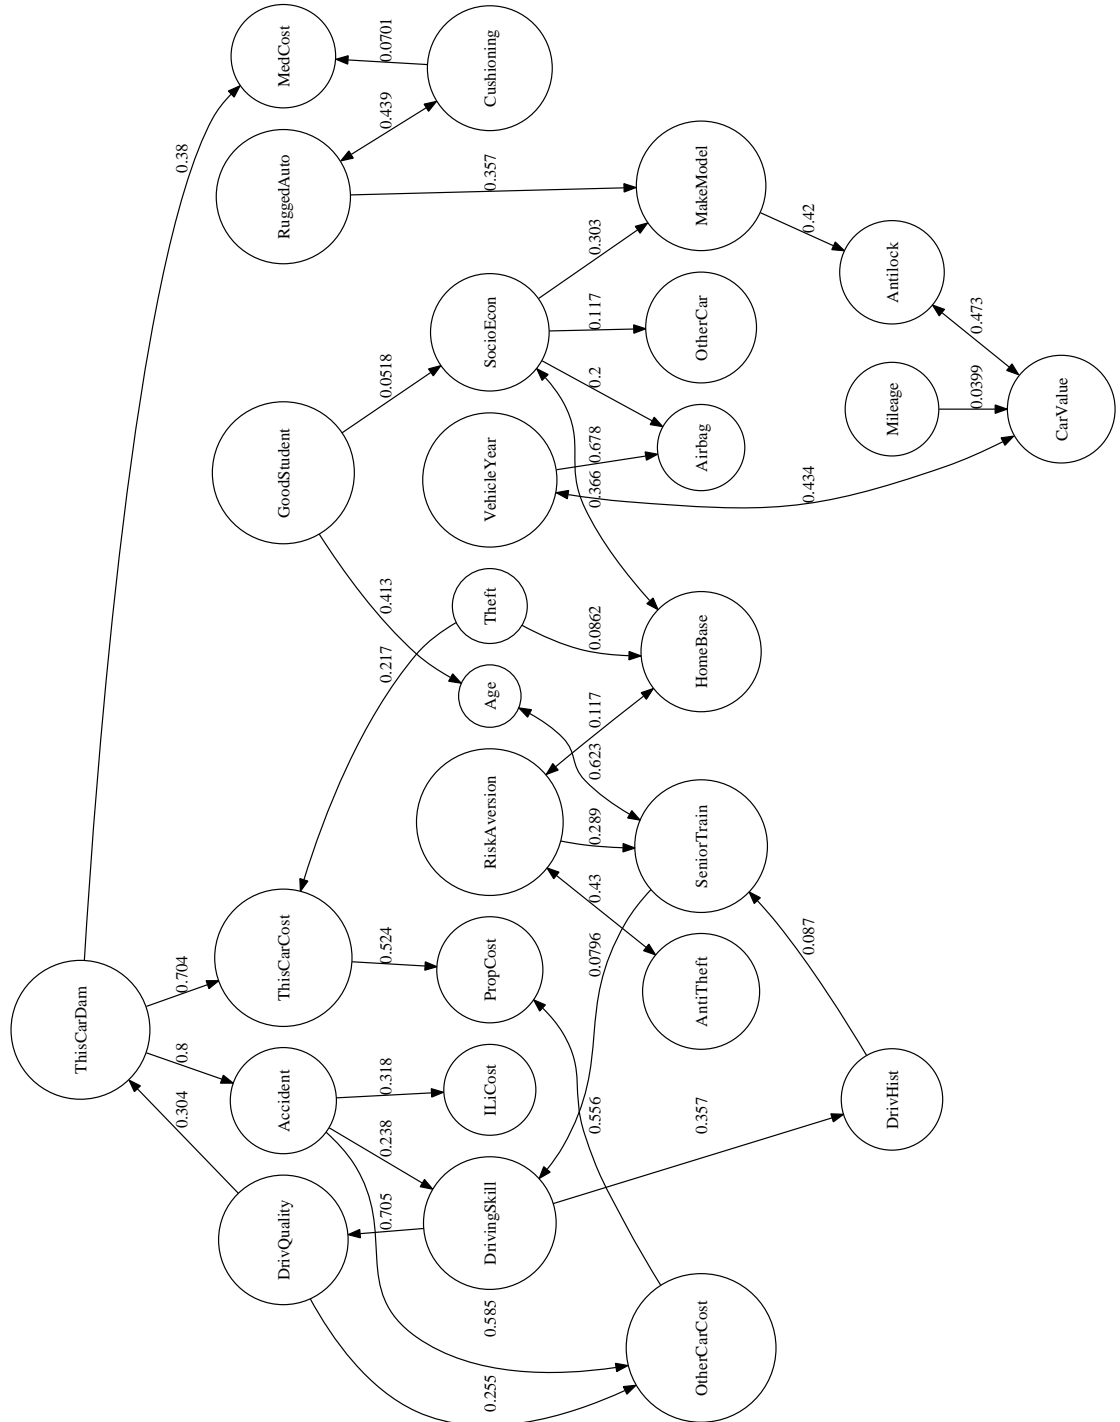 ThisCarDam
0.38
0.704
0.8
0.304
MedCost
RuggedAuto
GoodStudent
ThisCarCost
Accident
DrivQuality
0.0701
0.439
0.357
0.0518
0.413
0.217
0.524
0.318
0.238
0.705
Cushioning
SocioEcon
VehicleYear
Theft
Age
RiskAversion
PropCost
ILiCost
DrivingSkill
0.585
0.255
0.303
0.117
0.2
0.678
0.366
0.0862
0.117
0.623
0.289
0.43
0.0796
0.556
MakeModel
OtherCar
Airbag
HomeBase
SeniorTrain
AntiTheft
0.357
OtherCarCost
0.42
0.434
0.087
Antilock
Mileage
DrivHist
0.473
0.0399
CarValue